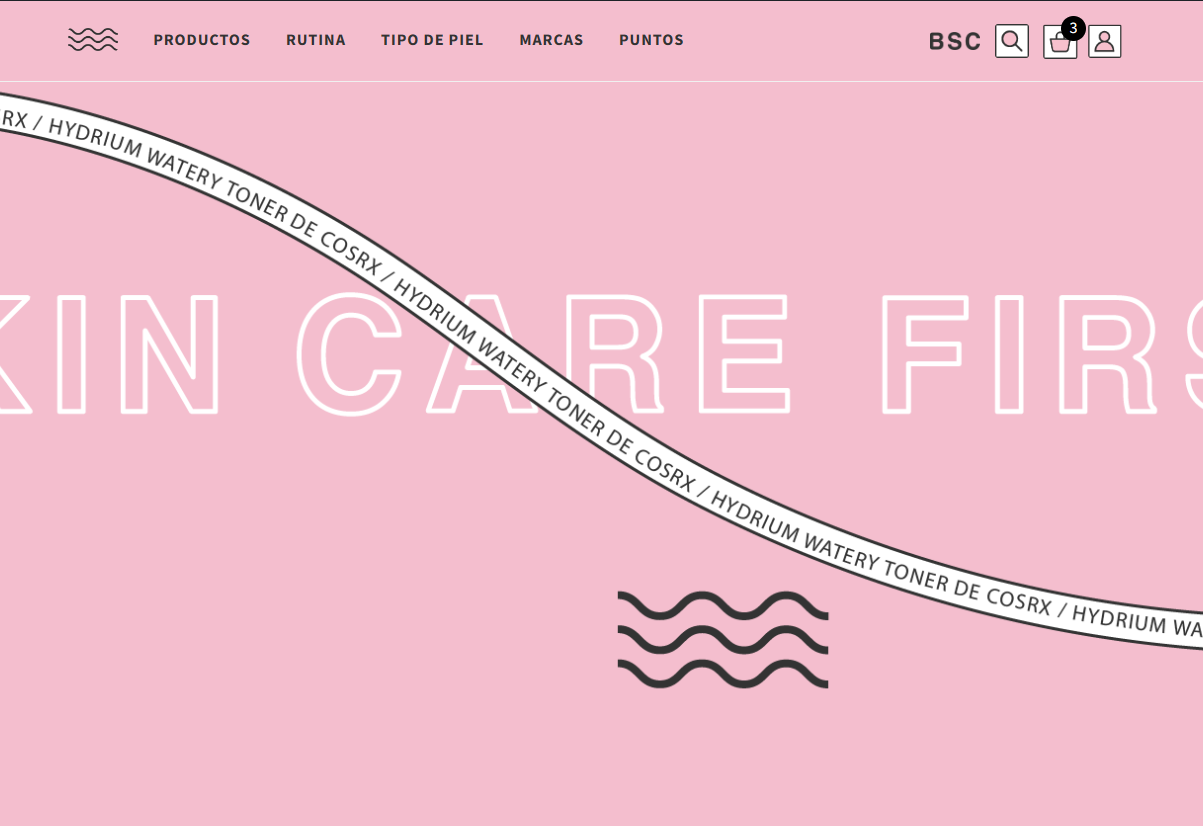 PRODUCTOS RUTINA TIPO DE PIEL MARCAS PUNTOS BSC 3
RX / HYDRIUM WATERY TONER DE COSRX / HYDRIUM WATERY TONER DE COSRX / HYDRIUM WATERY TONER DE COSRX / HYDRIUM WA
KIN CARE FIRS